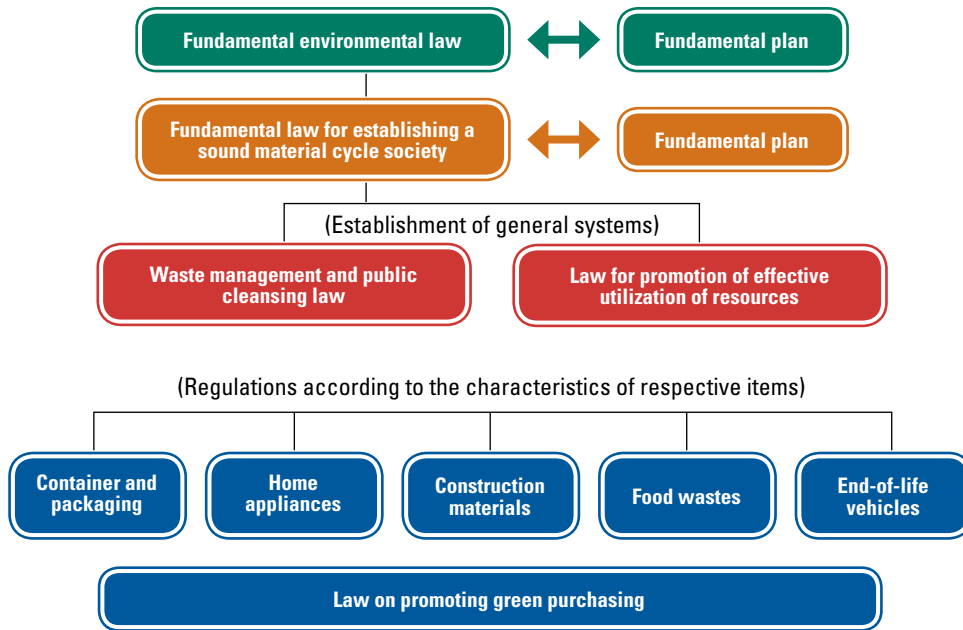 Fundamental environmental law
Fundamental plan
Fundamental law for establishing a
sound material cycle society
Fundamental plan
(Establishment of general systems)
Waste management and public
cleansing law
Law for promotion of effective
utilization of resources
(Regulations according to the characteristics of respective items)
Container and
packaging
Home
appliances
Construction
materials
Food wastes
End-of-life
vehicles
Law on promoting green purchasing